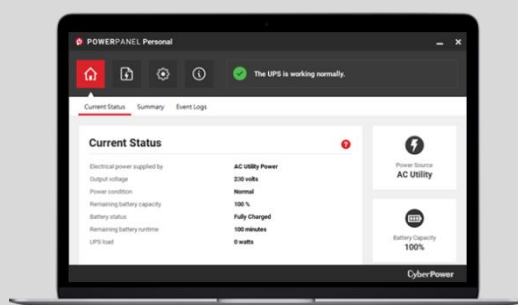 POWERPANEL Personal
The UPS is working normally.
Current Status Summary Event Logs
Current Status
Electrical power supplied by AC Utility Power
Output voltage 230 volts
Power condition Normal
Remaining battery capacity 100 %
Battery status Fully Charged
Remaining battery runtime 100 minutes
UPS load 0 watts
Power Source
AC Utility
Battery Capacity
100%
CyberPower